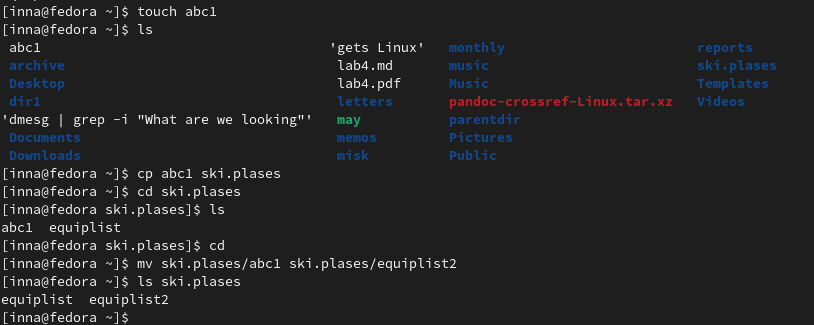 [inna@fedora ~]$ touch abc1
[inna@fedora ~]$ ls
abc1 'gets Linux' monthly reports
archive lab4.md music ski.plases
Desktop lab4.pdf Music Templates
dir1 letters pandoc-crossref-Linux.tar.xz Videos
'dmesg | grep -i "What are we looking"' may parentdir
Documents memos Pictures
Downloads misk Public
[inna@fedora ~]$ cp abc1 ski.plases
[inna@fedora ~]$ cd ski.plases
[inna@fedora ski.plases]$ ls
abc1 equiplist
[inna@fedora ski.plases]$ cd
[inna@fedora ~]$ mv ski.plases/abc1 ski.plases/equiplist2
[inna@fedora ~]$ ls ski.plases
equiplist equiplist2
[inna@fedora ~]$